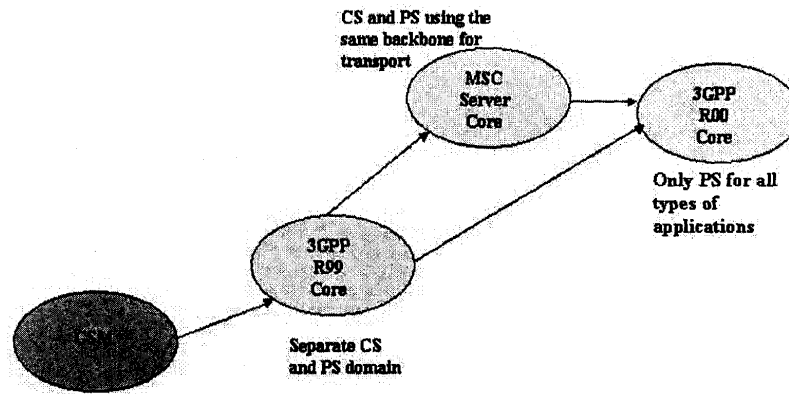 CS and PS using the
same backbone for
transport
MSC
Server
Core
3GPP
R00
Core
Only PS for all
types of
applications
3GPP
R99
Core
GSM
Separate CS
and PS domain